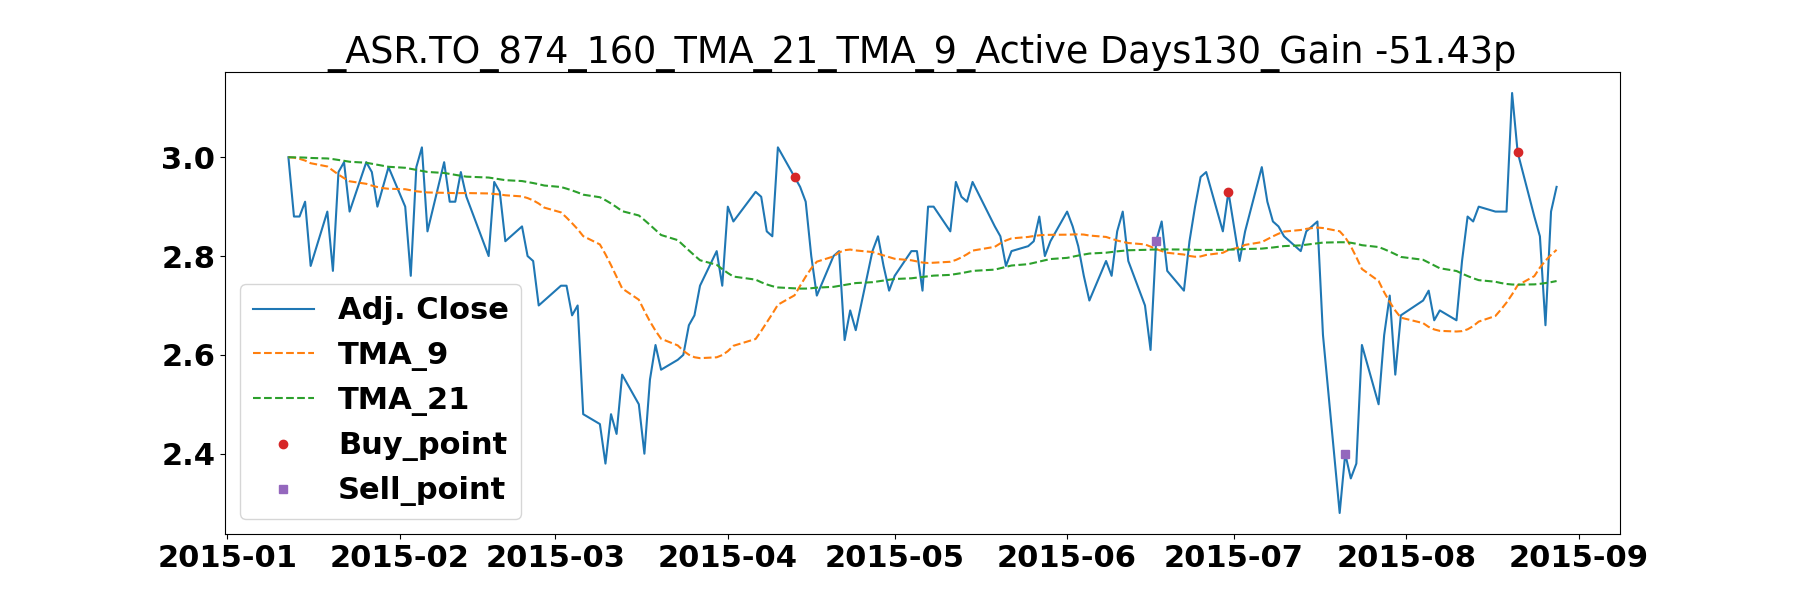 _ASR.TO_874_160_TMA_21_TMA_9_Active Days130_Gain -51.43p
3.0
2.8
2.6
2.4
Adj. Close
TMA_9
TMA_21
Buy_point
Sell_point
2015-01 2015-02 2015-03 2015-04 2015-05 2015-06 2015-07 2015-08 2015-09